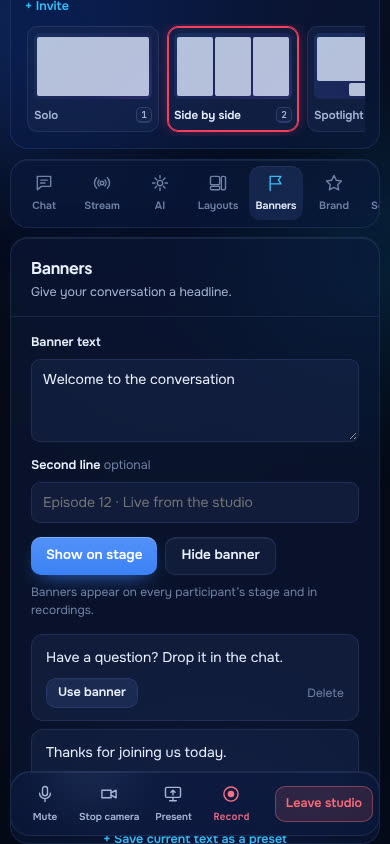 + Invite
Solo 1 Side by side 2 Spotlight
Chat Stream AI Layouts Banners Brand
Banners
Give your conversation a headline.
Banner text
Welcome to the conversation
Second line optional
Episode 12 · Live from the studio
Show on stage Hide banner
Banners appear on every participant's stage and in
recordings.
Have a question? Drop it in the chat.
Use banner Delete
Thanks for joining us today.
Mute Stop camera Present Record Leave studio
+ Save current text as a preset